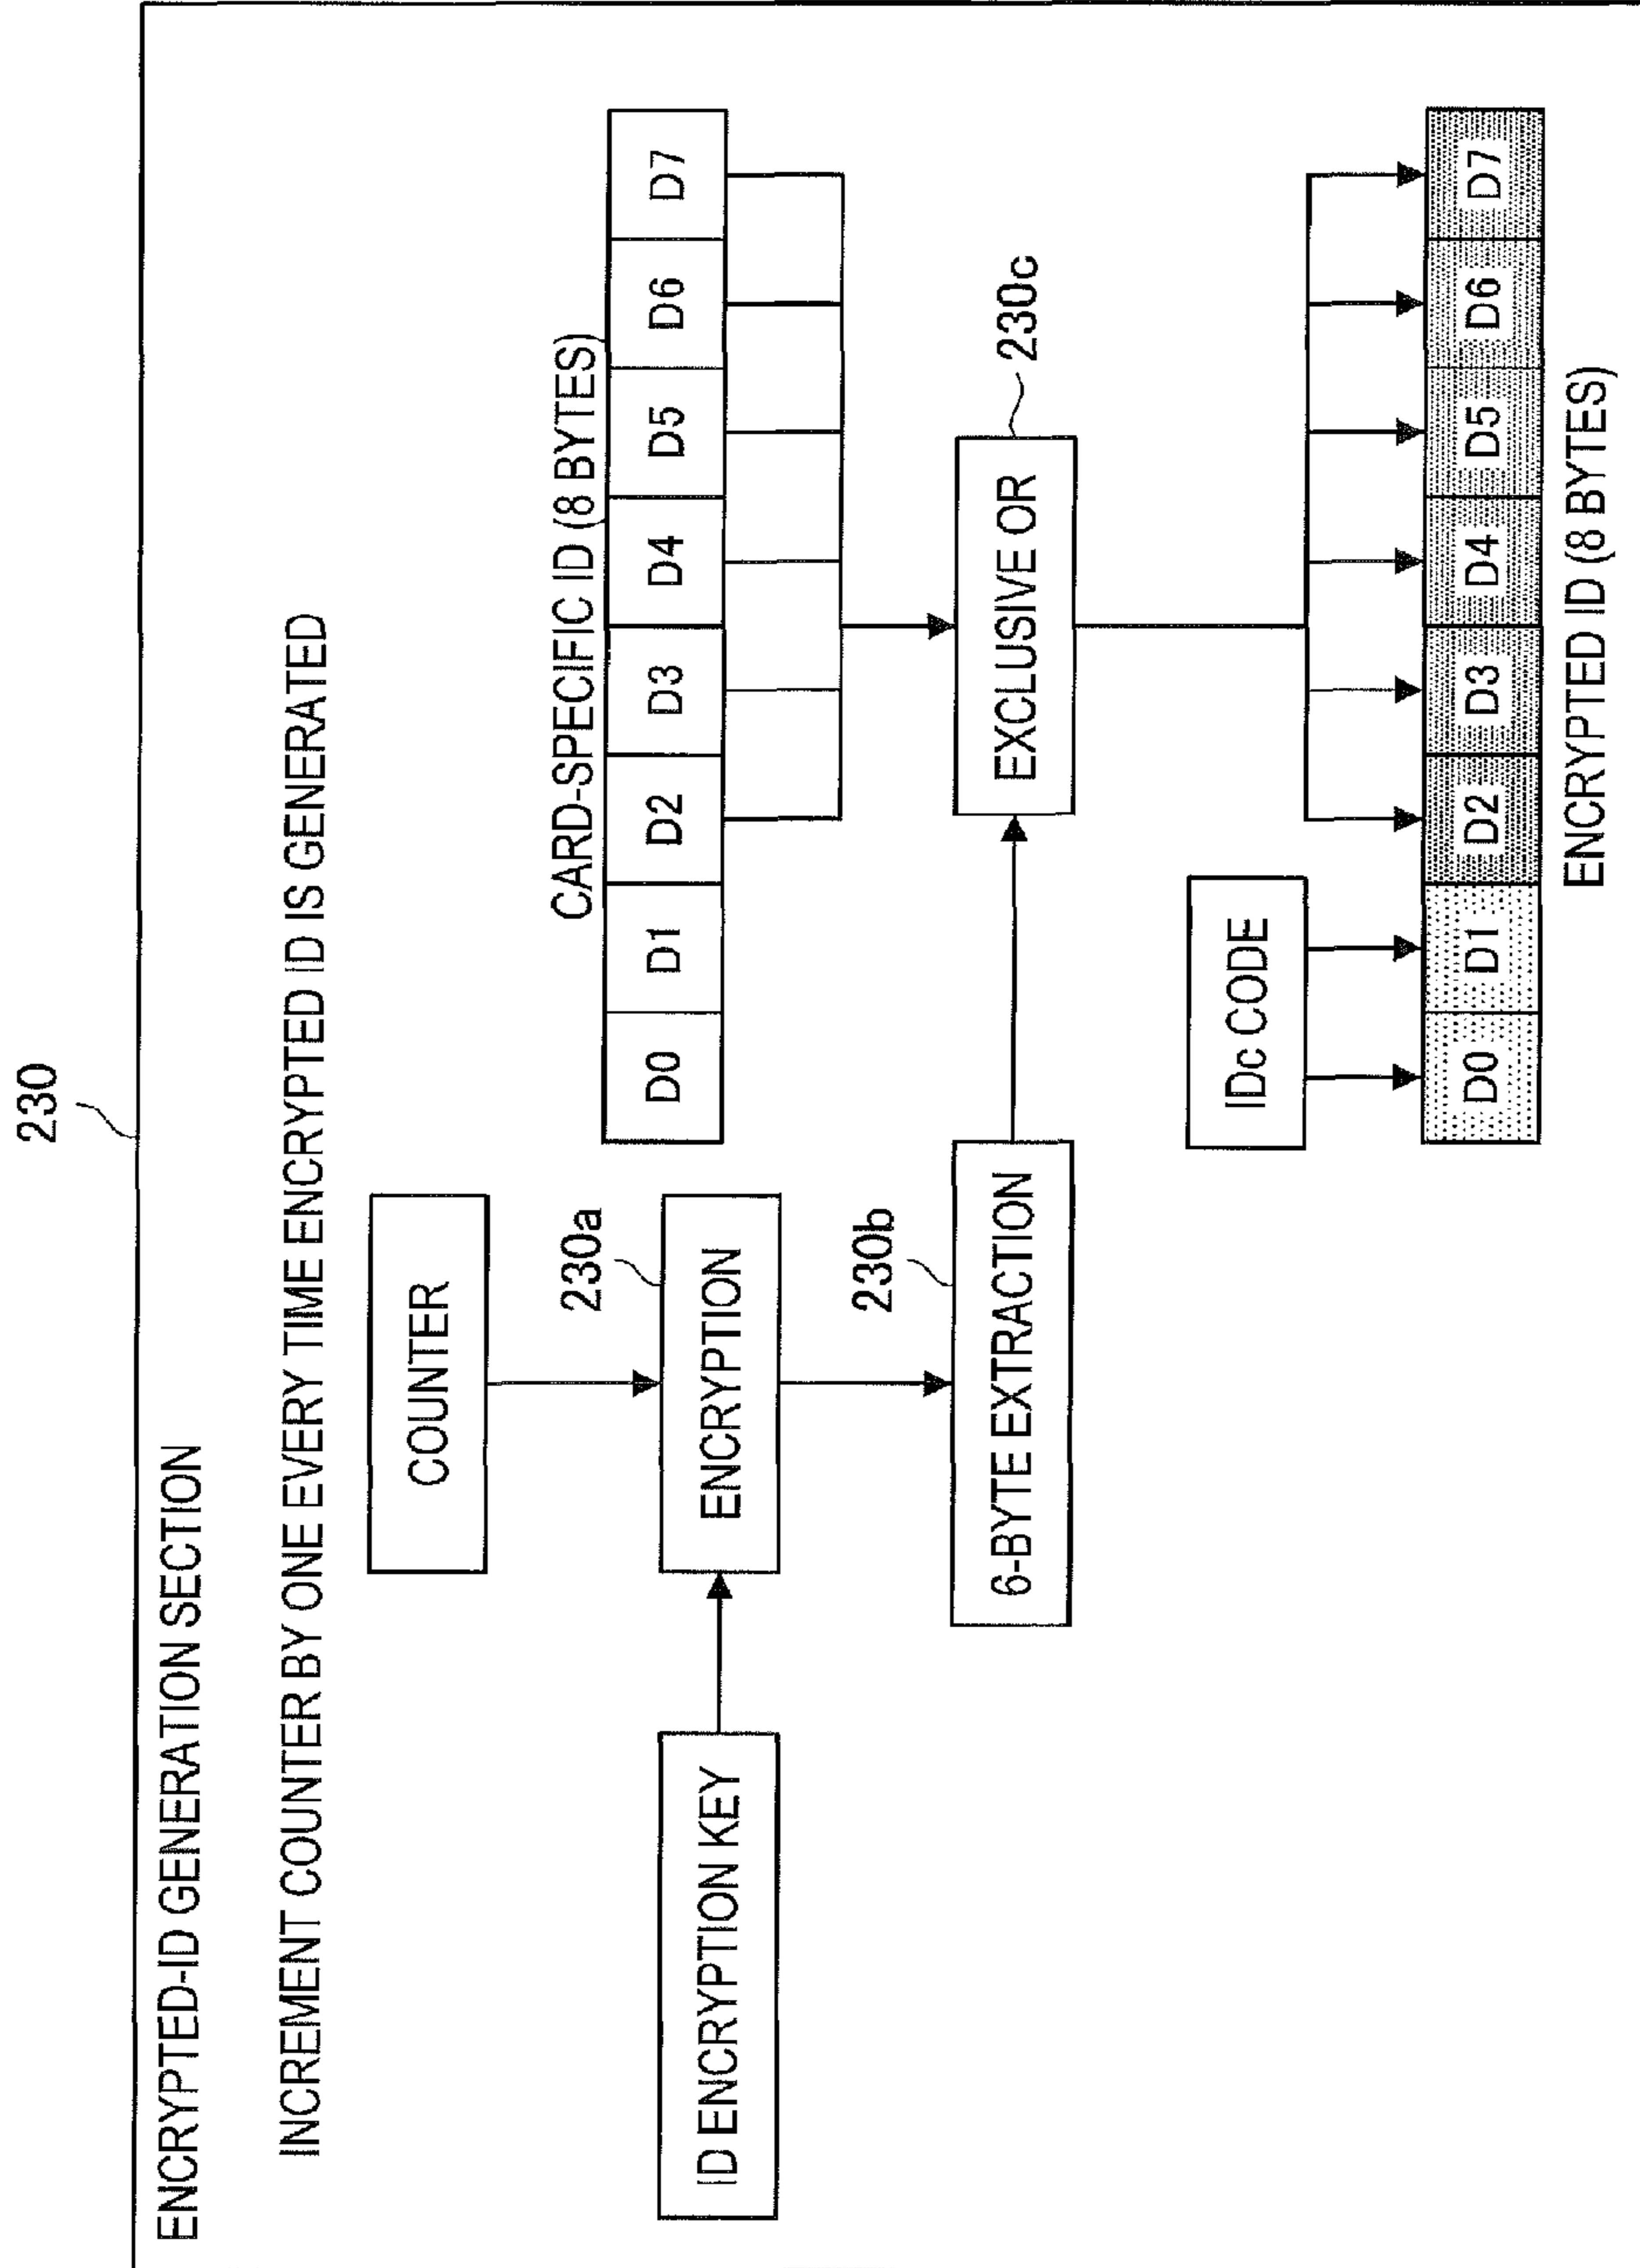 230
ENCRYPTED-ID GENERATION SECTION
INCREMENT COUNTER BY ONE EVERY TIME ENCRYPTED ID IS GENERATED
COUNTER
CARD-SPECIFIC ID (8 BYTES)
D0 D1 D2 D3 D4 D5 D6 D7
230a
ID ENCRYPTION KEY
ENCRYPTION
230b
6-BYTE EXTRACTION
EXCLUSIVE OR
230c
IDc CODE
D0 D1 D2 D3 D4 D5 D6 D7
ENCRYPTED ID (8 BYTES)